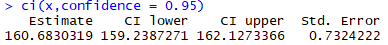 > ci(x,confidence = 0.95)
Estimate CI lower CI upper Std. Error
160.6830319 159.2387271 162.1273366 0.7324222